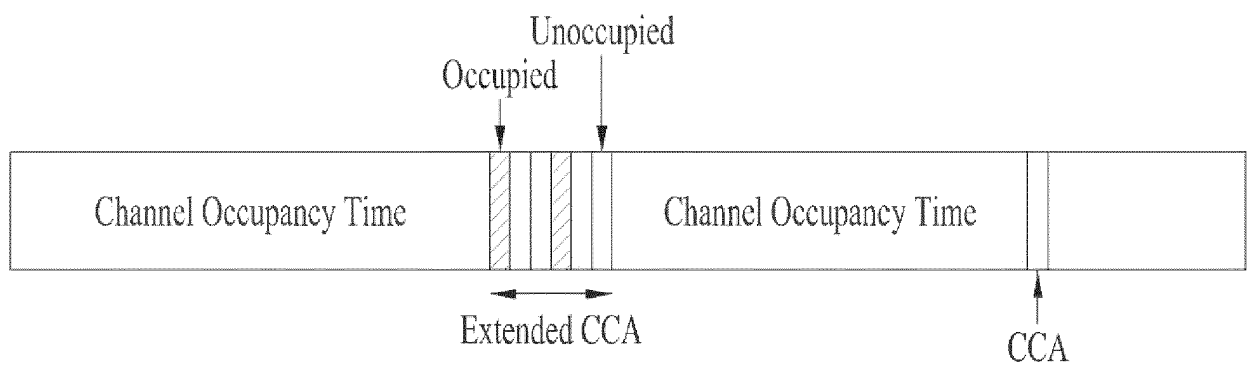 Unoccupied
Occupied
Channel Occupancy Time
Channel Occupancy Time
Extended CCA
CCA